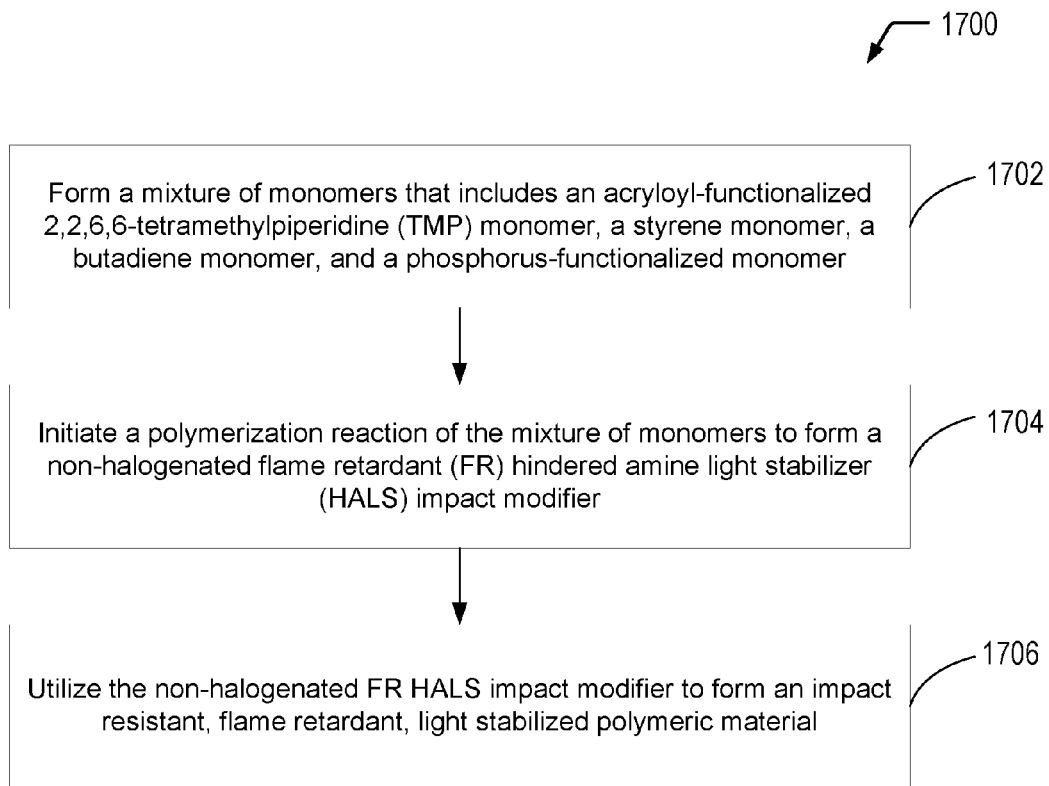 1700
Form a mixture of monomers that includes an acryloyl-functionalized
2,2,6,6-tetramethylpiperidine (TMP) monomer, a styrene monomer, a
butadiene monomer, and a phosphorus-functionalized monomer
1702
Initiate a polymerization reaction of the mixture of monomers to form a
non-halogenated flame retardant (FR) hindered amine light stabilizer
(HALS) impact modifier
1704
Utilize the non-halogenated FR HALS impact modifier to form an impact
resistant, flame retardant, light stabilized polymeric material
1706